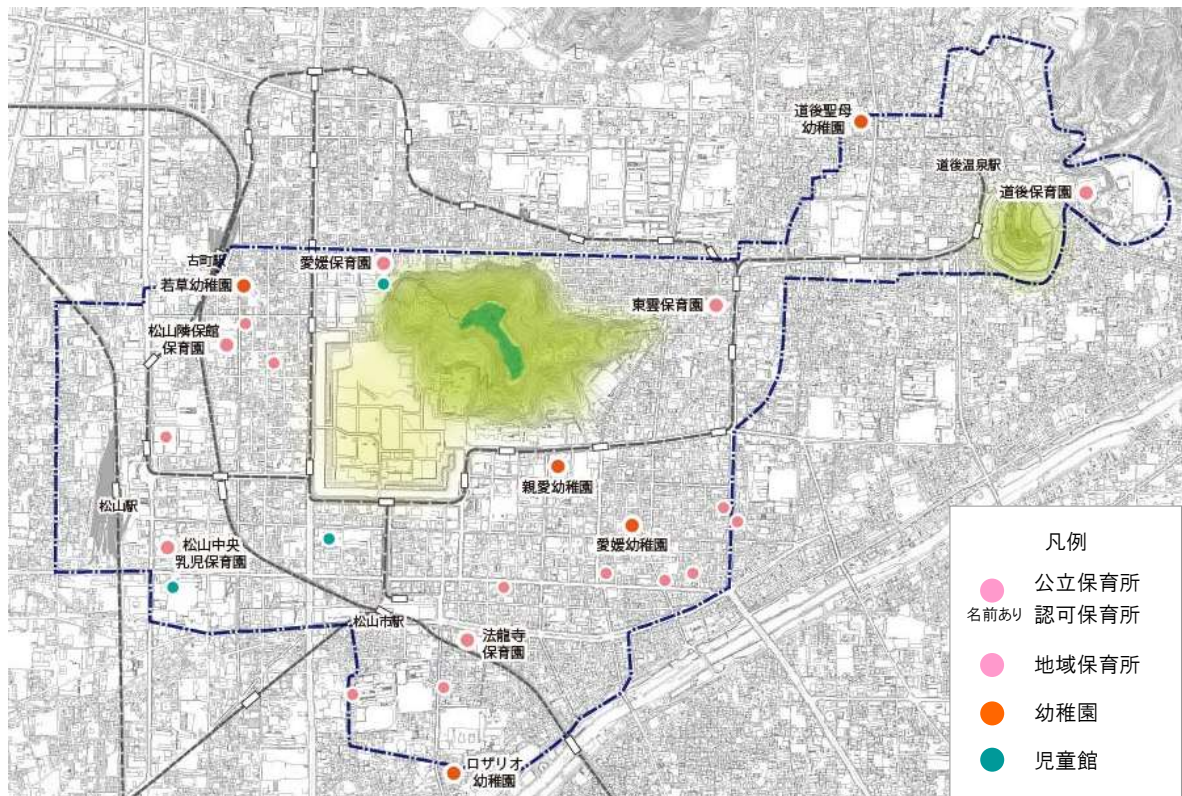 道後聖母
幼稚園
道後温泉駅
道後保育園
古町駅
愛媛保育園
若草幼稚園
東雲保育園
松山隣保館
保育園
親愛幼稚園
松山駅
愛媛幼稚園
松山中央
乳児保育園
松山市駅
法龍寺
保育園
ロザリオ
幼稚園
凡例
公立保育所
名前あり 認可保育所
地域保育所
幼稚園
児童館